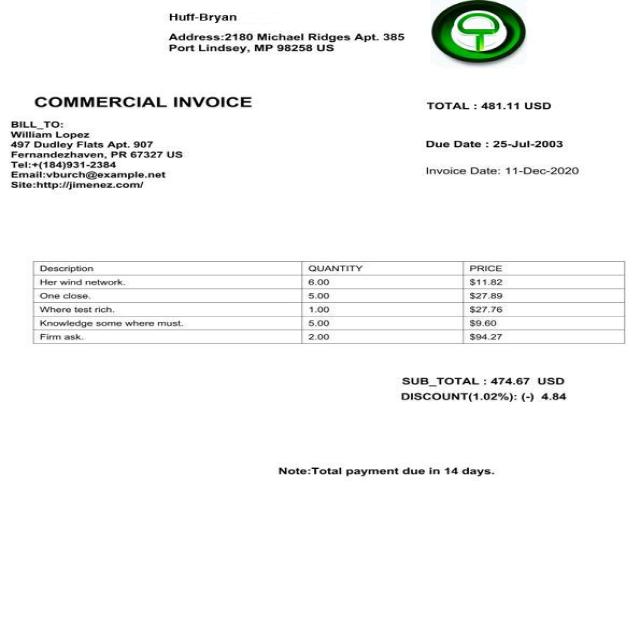 Huff-Bryan
Address:2180 Michael Ridges Apt. 385
Port Lindsey, MP 98258 US
COMMERCIAL INVOICE
TOTAL : 481.11 USD
BILL_TO:
William Lopez
497 Dudley Flats Apt. 907
Fernandezhaven, PR 67327 US
Tel:+(184)931-2384
Email:vburch@example.net
Site:http://jimenez.com/
Due Date : 25-Jul-2003
Invoice Date: 11-Dec-2020
Description QUANTITY PRICE
Her wind network. 6.00 $11.82
One close. 5.00 $27.89
Where test rich. 1.00 $27.76
Knowledge some where must. 5.00 $9.60
Firm ask. 2.00 $94.27
SUB_TOTAL : 474.67 USD
DISCOUNT(1.02%): (-) 4.84
Note:Total payment due in 14 days.